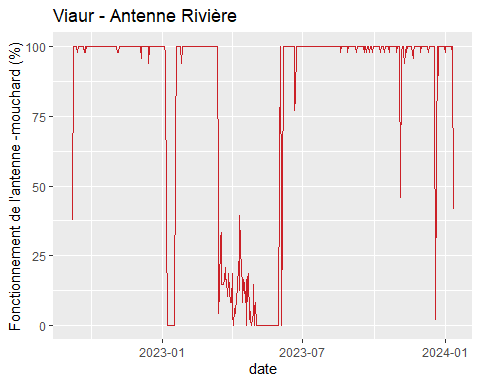 Viaur - Antenne Rivière
Fonctionnement de l'antenne -mouchard (%)
100
75
50
25
0
2023-01
2023-07
2024-01
date